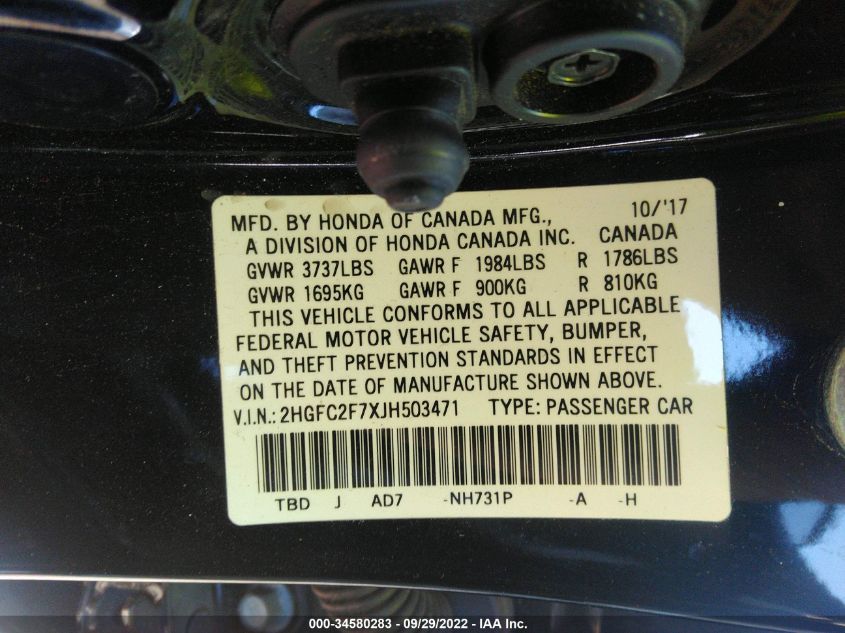 MFD. BY HONDA OF CANADA MFG., 10/'17
A DIVISION OF HONDA CANADA INC. CANADA
GVWR 3737LBS GAWR F 1984LBS R 1786LBS
GVWR 1695KG GAWR F 900KG R 810KG
THIS VEHICLE CONFORMS TO ALL APPLICABLE
FEDERAL MOTOR VEHICLE SAFETY, BUMPER,
AND THEFT PREVENTION STANDARDS IN EFFECT
ON THE DATE OF MANUFACTURE SHOWN ABOVE.
V.I.N.: 2HGFC2F7XJH503471 TYPE: PASSENGER CAR
TBD J AD7 -NH731P -A -H
000-34580283 - 09/29/2022 - IAA Inc.